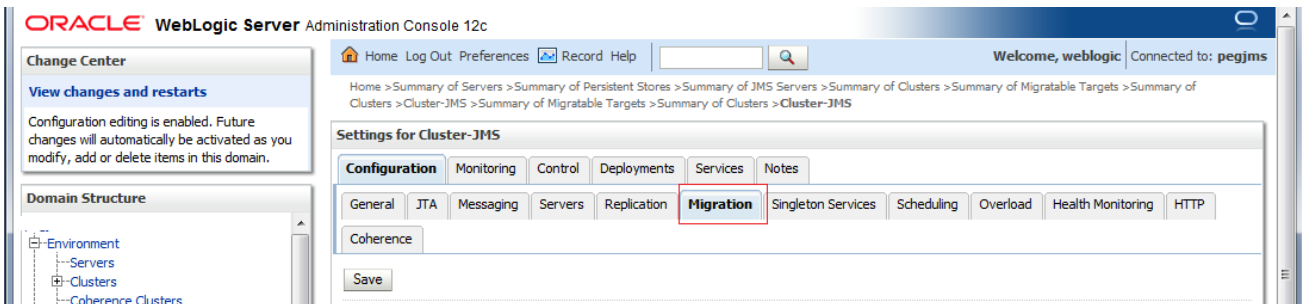 ORACLE WebLogic Server Administration Console 12c
Change Center
View changes and restarts
Configuration editing is enabled. Future
changes will automatically be activated as you
modify, add or delete items in this domain.
Domain Structure
Environment
Servers
Clusters
Coherence Clusters
Home Log Out Preferences Record Help
Welcome, weblogic Connected to: pegjms
Home >Summary of Servers >Summary of Persistent Stores >Summary of JMS Servers >Summary of Clusters >Summary of Migratable Targets >Summary of
Clusters >Cluster-JMS >Summary of Migratable Targets >Summary of Clusters >Cluster-JMS
Settings for Cluster-JMS
Configuration Monitoring Control Deployments Services Notes
General JTA Messaging Servers Replication Migration Singleton Services Scheduling Overload Health Monitoring HTTP
Coherence
Save